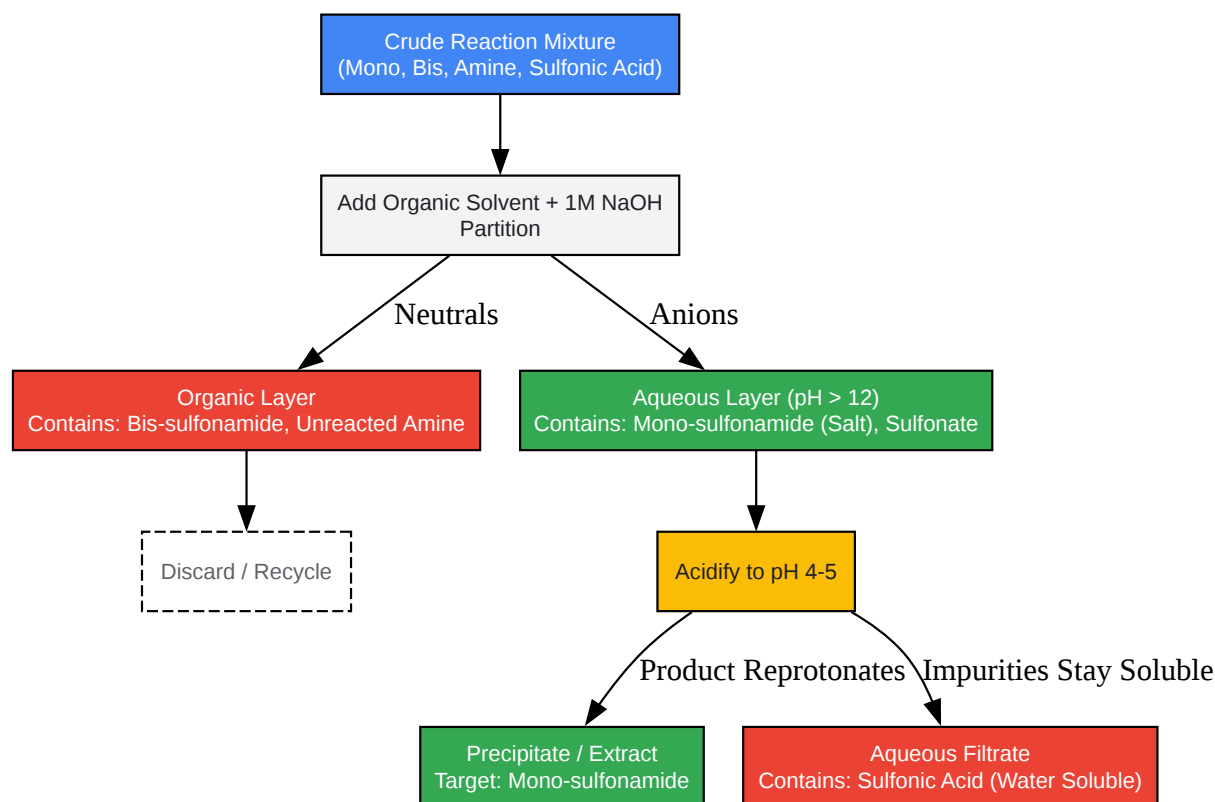 Crude Reaction Mixture
(Mono, Bis, Amine, Sulfonic Acid)
Add Organic Solvent + 1M NaOH
Partition
Neutrals
Anions
Organic Layer
Contains: Bis-sulfonamide, Unreacted Amine
Aqueous Layer (pH > 12)
Contains: Mono-sulfonamide (Salt), Sulfonate
Discard / Recycle
Acidify to pH 4-5
Product Reprotonates
Impurities Stay Soluble
Precipitate / Extract
Target: Mono-sulfonamide
Aqueous Filtrate
Contains: Sulfonic Acid (Water Soluble)